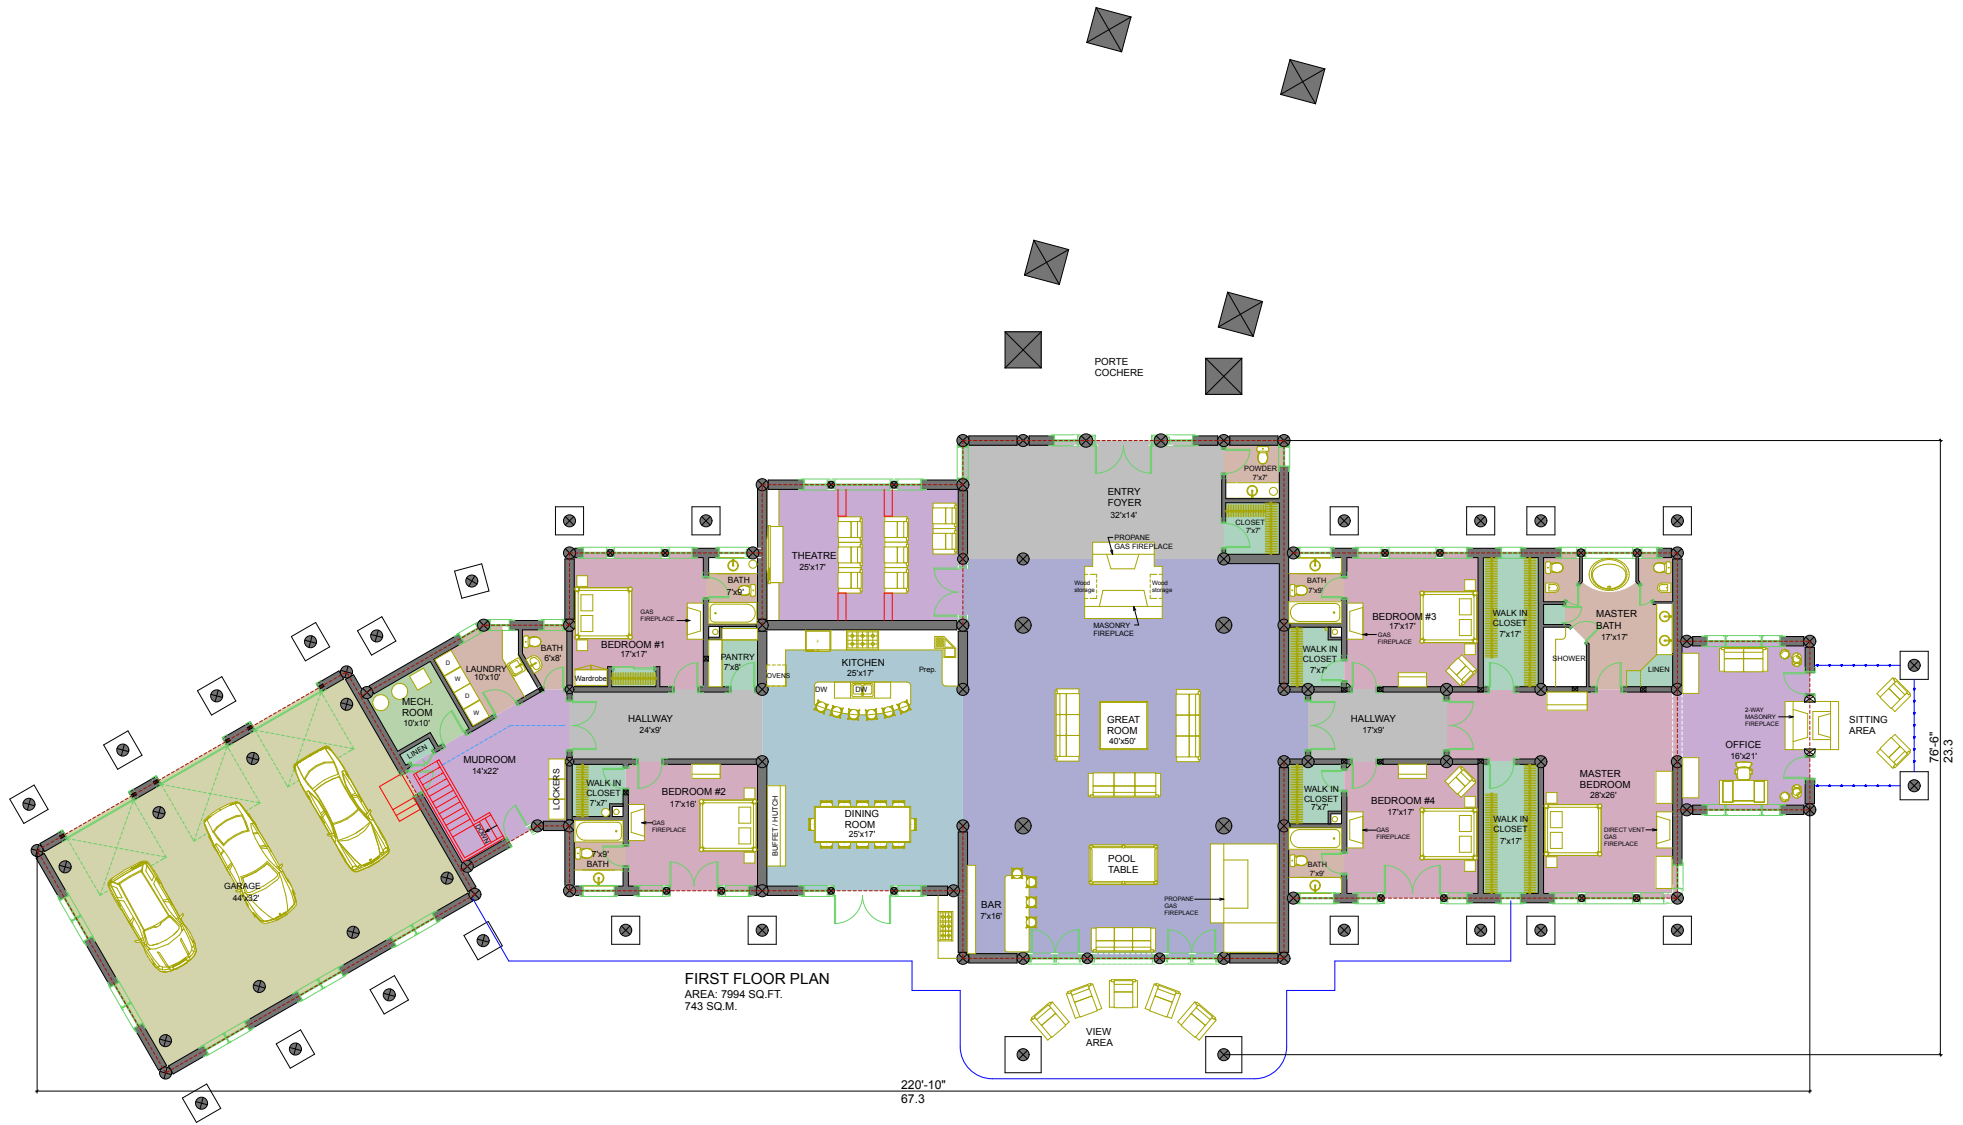 PORTE
COCHERE
ENTRY
FOYER
32'x14'
POWDER
7'x7'
CLOSET
7'x7'
PROPANE
GAS FIREPLACE
Wood
storage
Wood
storage
MASONRY
FIREPLACE
THEATRE
25'x17'
BATH
7'x9'
GAS
FIREPLACE
BEDROOM #1
17'x17'
Wardrobe
PANTRY
7'x8'
BATH
6'x8'
LAUNDRY
10'x10'
D
W
D
W
MECH.
ROOM
10'x10'
LINEN
MUDROOM
14'x22'
DOWN
LOCKERS
HALLWAY
24'x9'
KITCHEN
25'x17'
OVENS
Prep.
DW
DW
WALK IN
CLOSET
7'x7'
BEDROOM #2
17'x16'
GAS
FIREPLACE
7'x9'
BATH
BUFFET / HUTCH
DINING
ROOM
25'x17'
GREAT
ROOM
40'x50'
POOL
TABLE
BAR
7'x16'
PROPANE
GAS
FIREPLACE
BATH
7'x9'
BEDROOM #3
17'x17'
GAS
FIREPLACE
WALK IN
CLOSET
7'x7'
WALK IN
CLOSET
7'x17'
MASTER
BATH
17'x17'
SHOWER
LINEN
HALLWAY
17'x9'
WALK IN
CLOSET
7'x7'
BEDROOM #4
17'x17'
GAS
FIREPLACE
BATH
7'x9'
WALK IN
CLOSET
7'x17'
MASTER
BEDROOM
28'x26'
DIRECT VENT
GAS
FIREPLACE
OFFICE
16'x21'
2-WAY
MASONRY
FIREPLACE
SITTING
AREA
76'-6"
23.3
GARAGE
44'x32'
FIRST FLOOR PLAN
AREA: 7994 SQ.FT.
743 SQ.M.
VIEW
AREA
220'-10"
67.3